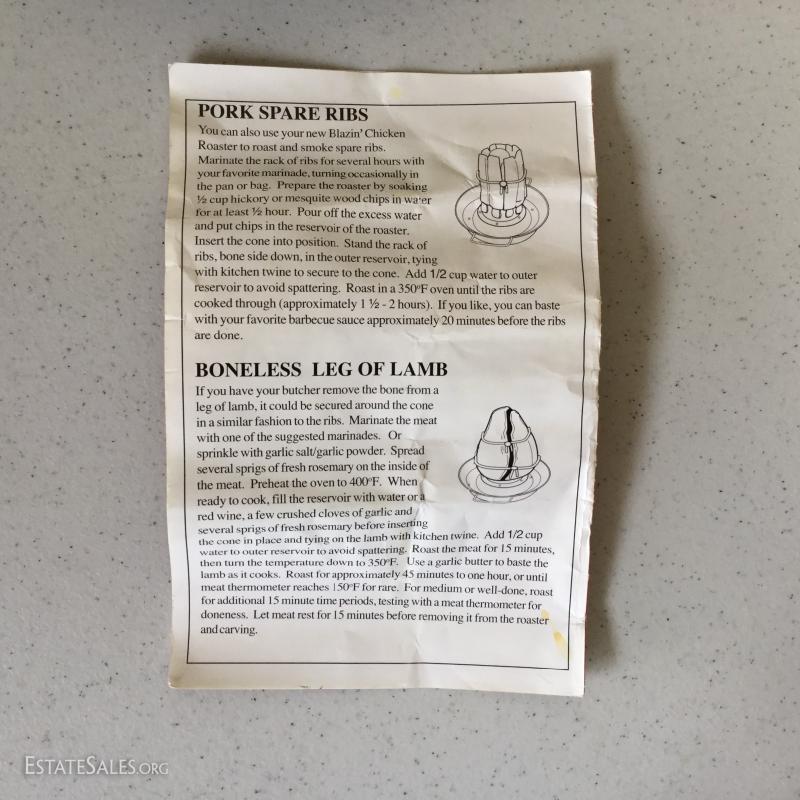 PORK SPARE RIBS
You can also use your new Blazin' Chicken
Roaster to roast and smoke spare ribs.
Marinate the rack of ribs for several hours with
your favorite marinade, turning occasionally in
the pan or bag. Prepare the roaster by soaking
½ cup hickory or mesquite wood chips in water
for at least ½ hour. Pour off the excess water
and put chips in the reservoir of the roaster.
Insert the cone into position. Stand the rack of
ribs, bone side down, in the outer reservoir, tying
with kitchen twine to secure to the cone. Add 1/2 cup water to outer
reservoir to avoid spattering. Roast in a 350°F oven until the ribs are
cooked through (approximately 1 ½ - 2 hours). If you like, you can baste
with your favorite barbecue sauce approximately 20 minutes before the ribs
are done.
BONELESS LEG OF LAMB
If you have your butcher remove the bone from a
leg of lamb, it could be secured around the cone
in a similar fashion to the ribs. Marinate the meat
with one of the suggested marinades. Or
sprinkle with garlic salt/garlic powder. Spread
several sprigs of fresh rosemary on the inside of
the meat. Preheat the oven to 400°F. When
ready to cook, fill the reservoir with water or a
red wine, a few crushed cloves of garlic and
several sprigs of fresh rosemary before inserting
the cone in place and tying on the lamb with kitchen twine. Add 1/2 cup
water to outer reservoir to avoid spattering. Roast the meat for 15 minutes,
then turn the temperature down to 350°F. Use a garlic butter to baste the
lamb as it cooks. Roast for approximately 45 minutes to one hour, or until
meat thermometer reaches 150°F for rare. For medium or well-done, roast
for additional 15 minute time periods, testing with a meat thermometer for
doneness. Let meat rest for 15 minutes before removing it from the roaster
and carving.
ESTATESALES.ORG